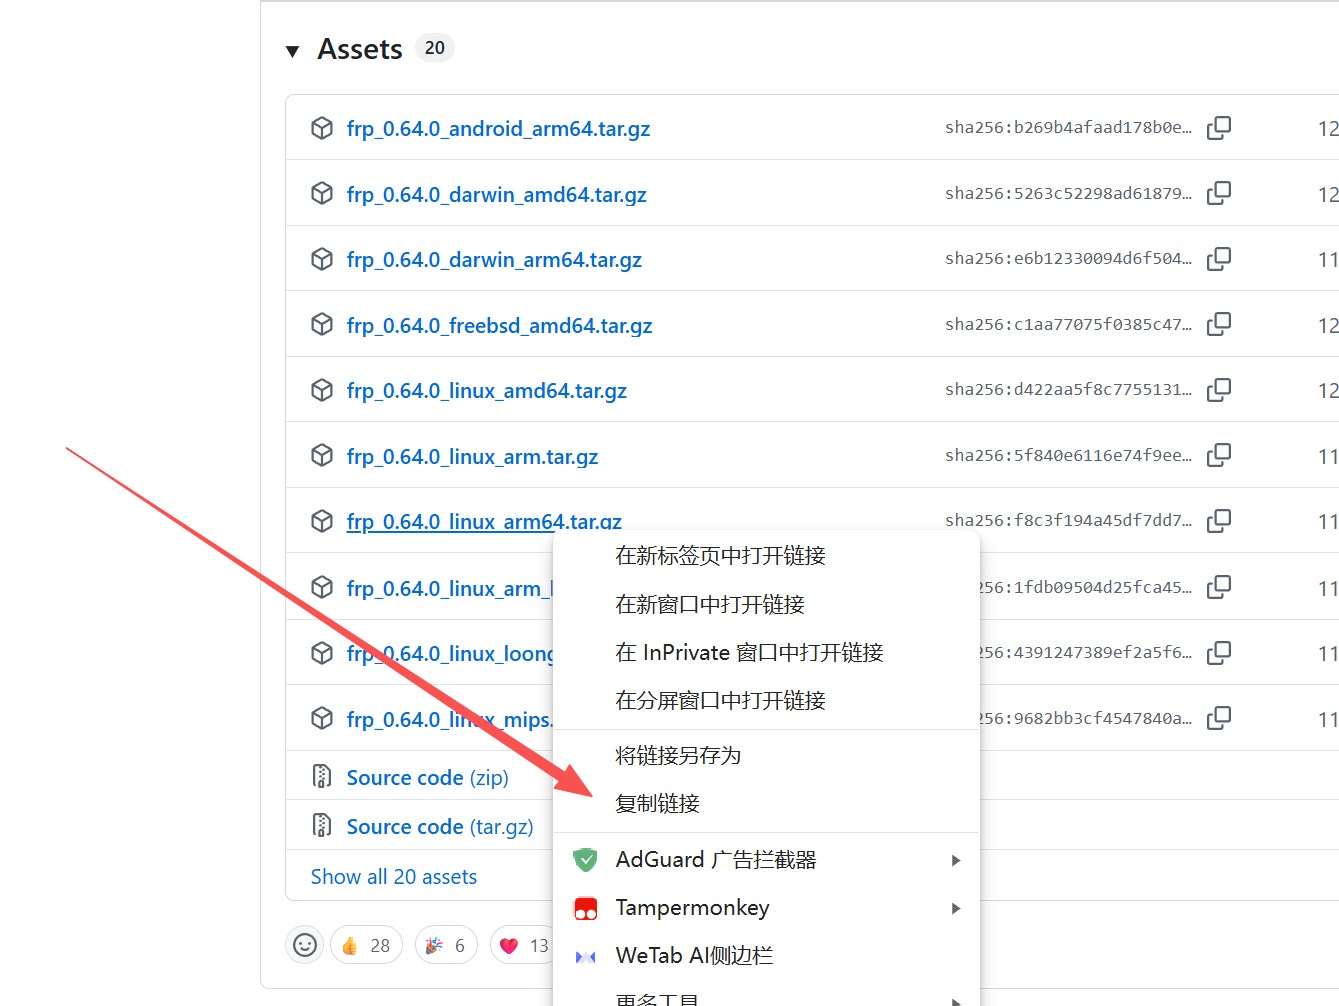 Assets 20
frp_0.64.0_android_arm64.tar.gz sha256:b269b4afaad178b0e… 12
frp_0.64.0_darwin_amd64.tar.gz sha256:5263c52298ad61879… 12
frp_0.64.0_darwin_arm64.tar.gz sha256:e6b12330094d6f504… 11
frp_0.64.0_freebsd_amd64.tar.gz sha256:c1aa77075f0385c47… 12
frp_0.64.0_linux_amd64.tar.gz sha256:d422aa5f8c7755131… 12
frp_0.64.0_linux_arm.tar.gz sha256:5f840e6116e74f9ee… 11
frp_0.64.0_linux_arm64.tar.gz sha256:f8c3f194a45df7dd7… 11
在新标签页中打开链接
frp_0.64.0_linux_arm_ 256:1fdb09504d25fca45… 11
在新窗口中打开链接
frp_0.64.0_linux_loong 256:4391247389ef2a5f6… 11
在 InPrivate 窗口中打开链接
在分屏窗口中打开链接
frp_0.64.0_linux_mips. 256:9682bb3cf4547840a… 11
将链接另存为
Source code (zip)
复制链接
Source code (tar.gz)
AdGuard 广告拦截器
Show all 20 assets
Tampermonkey
28 6 13
WeTab AI侧边栏
更多工具